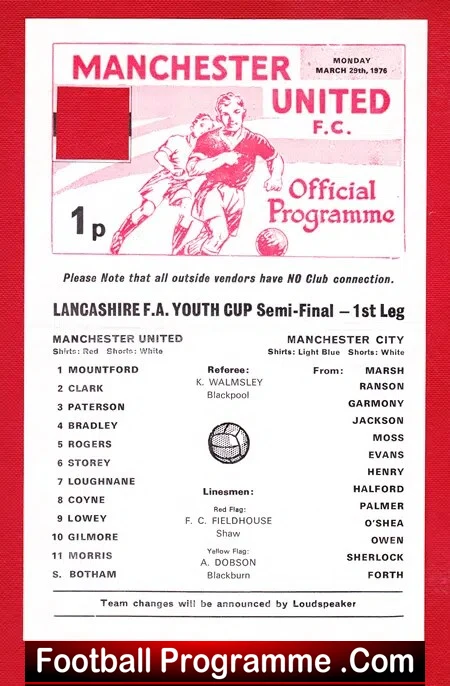 MONDAY
MARCH 29th, 1976
MANCHESTER
UNITED
F.C.
Official
Programme
1p
Please Note that all outside vendors have NO Club connection.
LANCASHIRE F.A. YOUTH CUP Semi-Final — 1st Leg
MANCHESTER UNITED
Shirts: Red Shorts: White
MANCHESTER CITY
Shirts: Light Blue Shorts: White
1 MOUNTFORD
2 CLARK
3 PATERSON
4 BRADLEY
5 ROGERS
6 STOREY
7 LOUGHNANE
8 COYNE
9 LOWEY
10 GILMORE
11 MORRIS
S. BOTHAM
Referee:
K. WALMSLEY
Blackpool
Linesmen:
Red Flag:
F. C. FIELDHOUSE
Shaw
Yellow Flag:
A. DOBSON
Blackburn
From: MARSH
RANSON
GARMONY
JACKSON
MOSS
EVANS
HENRY
HALFORD
PALMER
O'SHEA
OWEN
SHERLOCK
FORTH
Team changes will be announced by Loudspeaker
Football Programme .Com